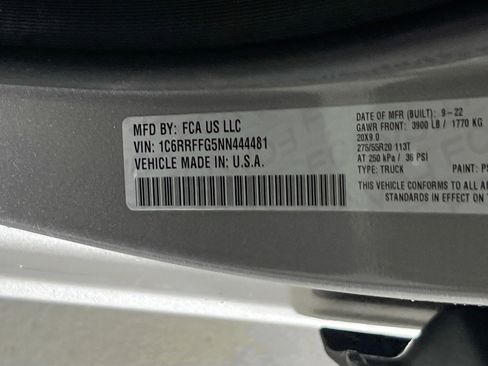 MFD BY: FCA US LLC
VIN: 1C6RRFFG5NN444481
VEHICLE MADE IN U.S.A.
DATE OF MFR (BUILT): 9-22
GAWR FRONT: 3900 LB / 1770 KG
20X9.0
275/55R20 113T
AT 250 kPa / 36 PSI
TYPE: TRUCK PAINT: PS
THIS VEHICLE CONFORMS TO ALL
STANDARDS IN EFFECT ON